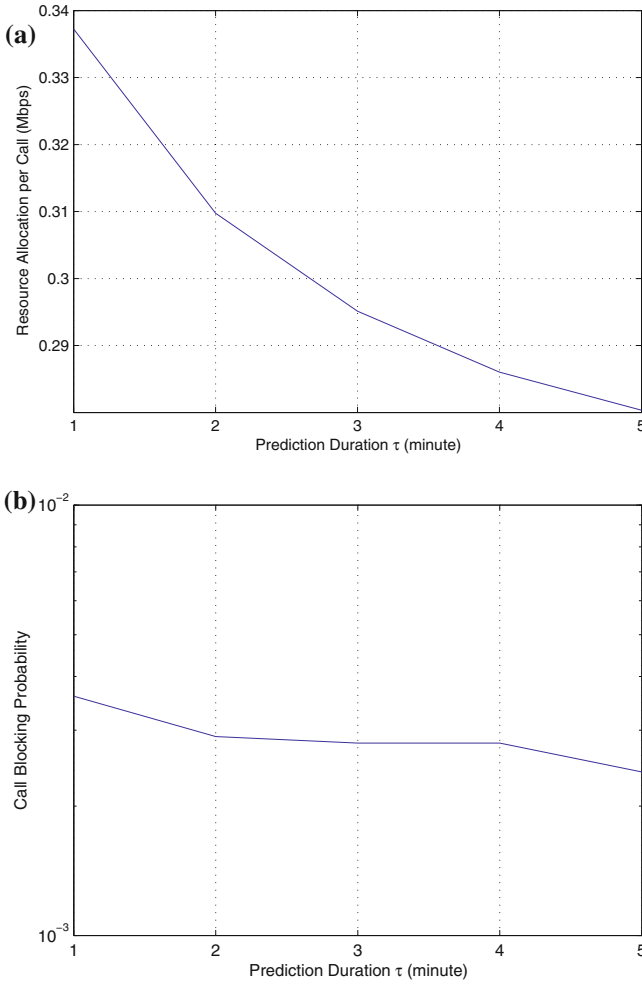 (a)
0.34
0.33
0.32
0.31
0.3
0.29
Resource Allocation per Call (Mbps)
1 2 3 4 5
Prediction Duration τ (minute)
(b)
10-2
10-3
Call Blocking Probability
1 2 3 4 5
Prediction Duration τ (minute)